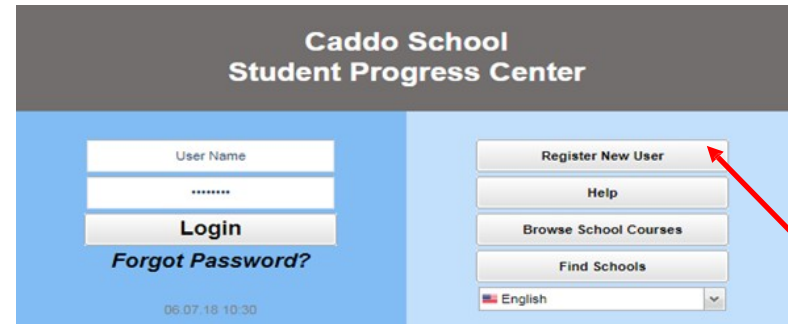 Caddo School
Student Progress Center
User Name
••••••••
Login
Forgot Password?
06.07.18 10:30
Register New User
Help
Browse School Courses
Find Schools
English